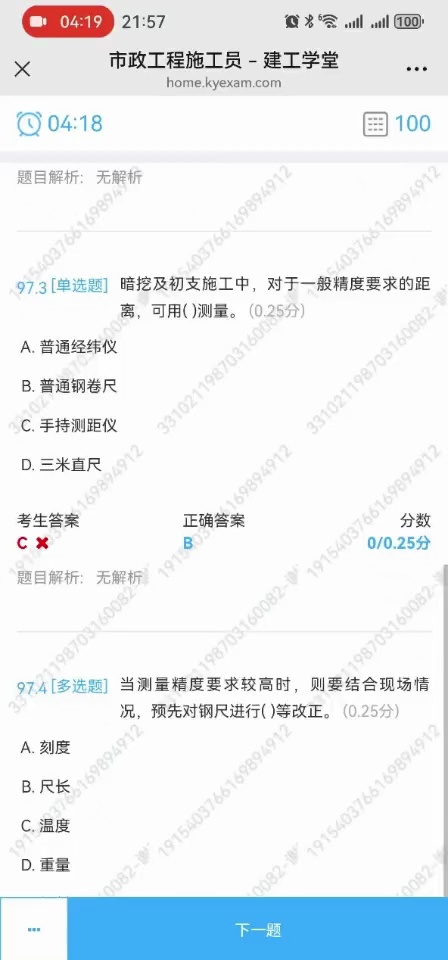 04:19 21:57 100
市政工程施工员 - 建工学堂
home.kyexam.com
04:18 100
题目解析: 无解析
97.3 [单选题] 暗挖及初支施工中，对于一般精度要求的距
离，可用( )测量。(0.25分)
A. 普通经纬仪
B. 普通钢卷尺
C. 手持测距仪
D. 三米直尺
考生答案 正确答案 分数
C B 0/0.25分
题目解析: 无解析
97.4 [多选题] 当测量精度要求较高时，则要结合现场情
况，预先对钢尺进行( )等改正。(0.25分)
A. 刻度
B. 尺长
C. 温度
D. 重量
下一题